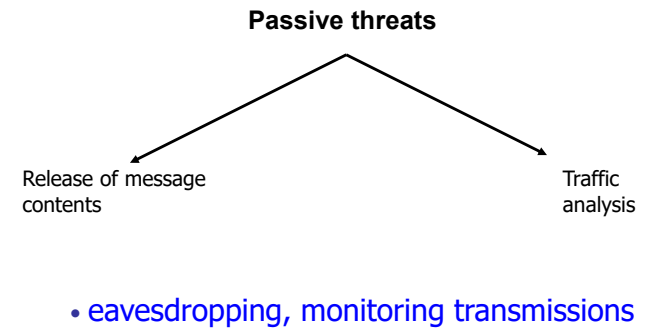 Passive threats
Release of message
contents
Traffic
analysis
• eavesdropping, monitoring transmissions